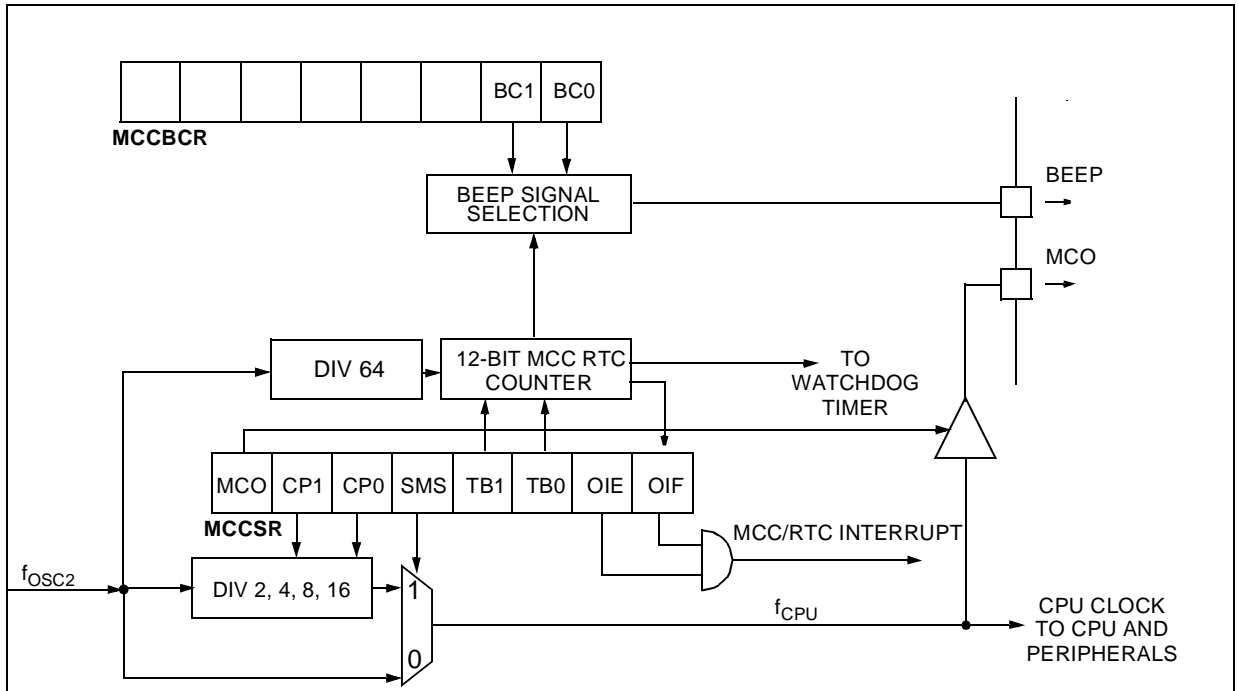 BC1 BC0
MCCBCR
BEEP SIGNAL
SELECTION
BEEP
MCO
DIV 64
12-BIT MCC RTC
COUNTER
TO
WATCHDOG
TIMER
MCO CP1 CP0 SMS TB1 TB0 OIE OIF
MCCSR
MCC/RTC INTERRUPT
fOSC2
DIV 2, 4, 8, 16
1
0
fCPU
CPU CLOCK
TO CPU AND
PERIPHERALS